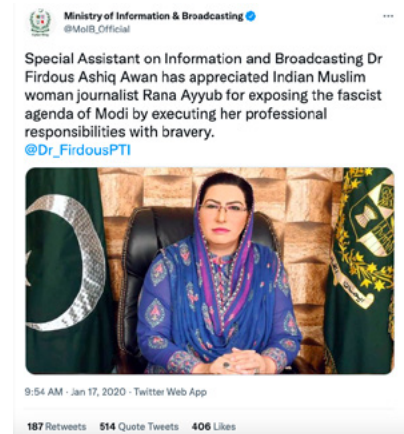 Ministry of Information & Broadcasting
@MoIB_Official
Special Assistant on Information and Broadcasting Dr
Firdous Ashiq Awan has appreciated Indian Muslim
woman journalist Rana Ayyub for exposing the fascist
agenda of Modi by executing her professional
responsibilities with bravery.
@Dr_FirdousPTI
9:54 AM · Jan 17, 2020 · Twitter Web App
187 Retweets 514 Quote Tweets 406 Likes